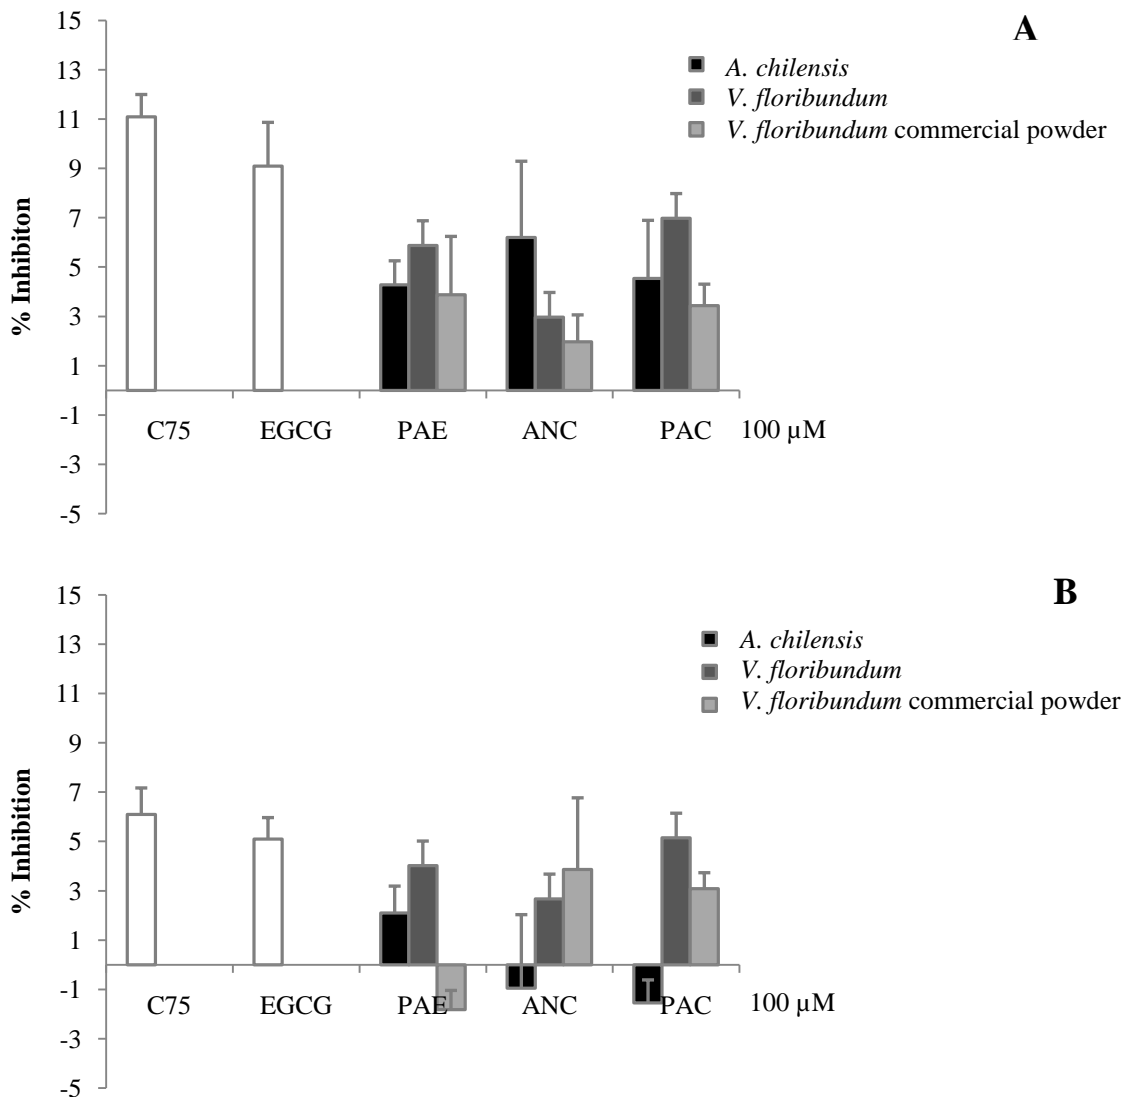 A
15
13
11
9
7
5
3
1
-1
-3
-5
% Inhibiton
A. chilensis
V. floribundum
V. floribundum commercial powder
C75 EGCG PAE ANC PAC 100 µM
B
15
13
11
9
7
5
3
1
-1
-3
-5
% Inhibition
A. chilensis
V. floribundum
V. floribundum commercial powder
C75 EGCG PAE ANC PAC 100 µM